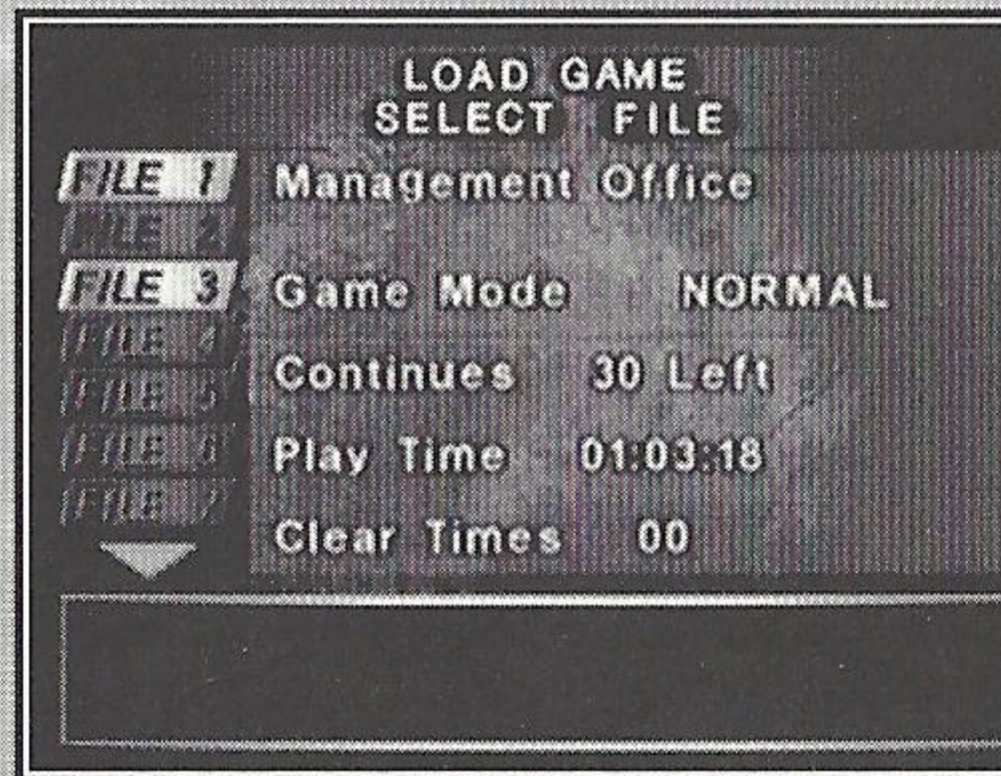 LOAD GAME
SELECT FILE
FILE 1
Management Office
FILE 2
FILE 3
Game Mode NORMAL
FILE 4
Continues 30 Left
FILE 5
FILE 6
Play Time 01:03:18
FILE 7
Clear Times 00